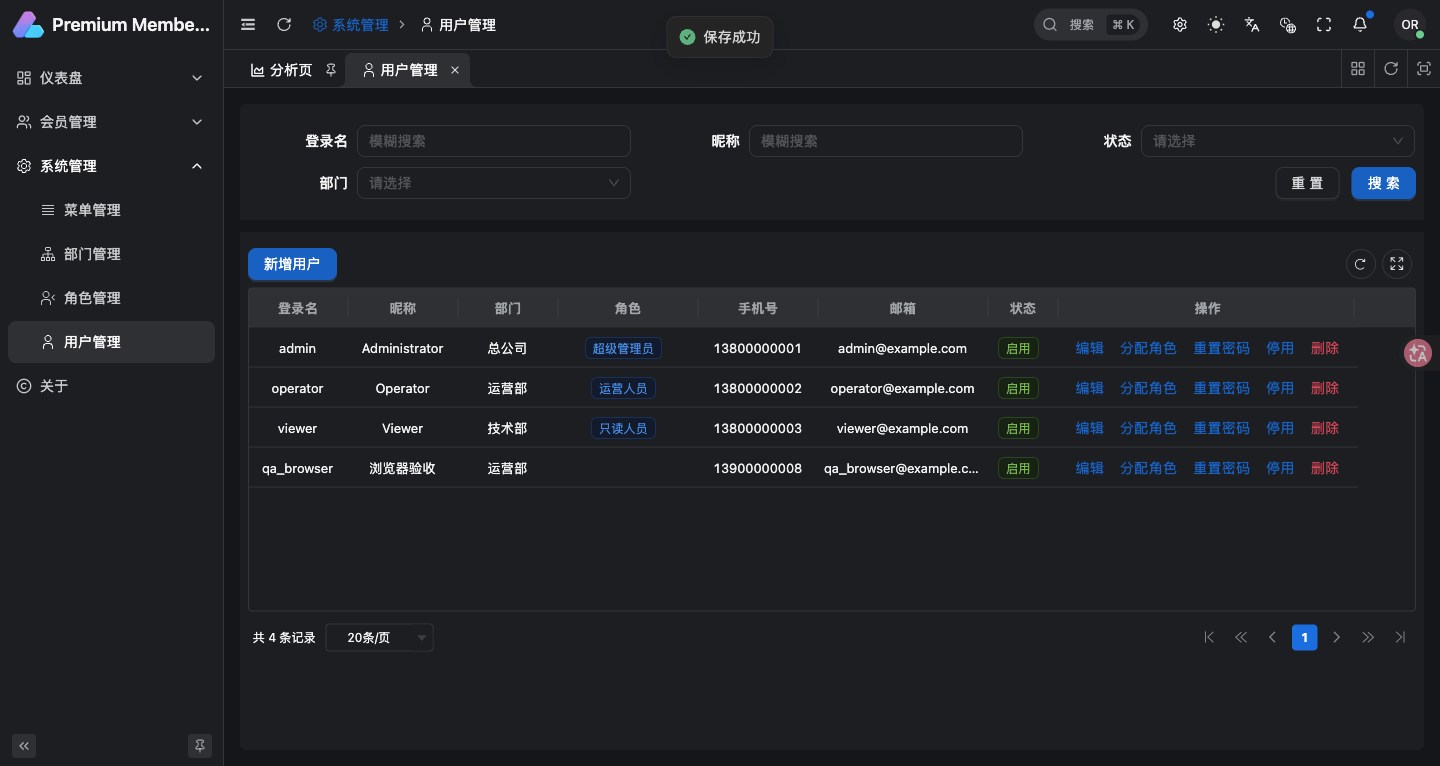 Premium Membe...
系统管理
用户管理
搜索
⌘ K
OR
保存成功
分析页
用户管理
仪表盘
会员管理
系统管理
菜单管理
部门管理
角色管理
用户管理
关于
登录名 模糊搜索 昵称 模糊搜索 状态 请选择
部门 请选择 重 置 搜 索
新增用户
登录名 昵称 部门 角色 手机号 邮箱 状态 操作
admin Administrator 总公司 超级管理员 13800000001 admin@example.com 启用 编辑 分配角色 重置密码 停用 删除
operator Operator 运营部 运营人员 13800000002 operator@example.com 启用 编辑 分配角色 重置密码 停用 删除
viewer Viewer 技术部 只读人员 13800000003 viewer@example.com 启用 编辑 分配角色 重置密码 停用 删除
qa_browser 浏览器验收 运营部 13900000008 qa_browser@example.c... 启用 编辑 分配角色 重置密码 停用 删除
共 4 条记录 20条/页 1